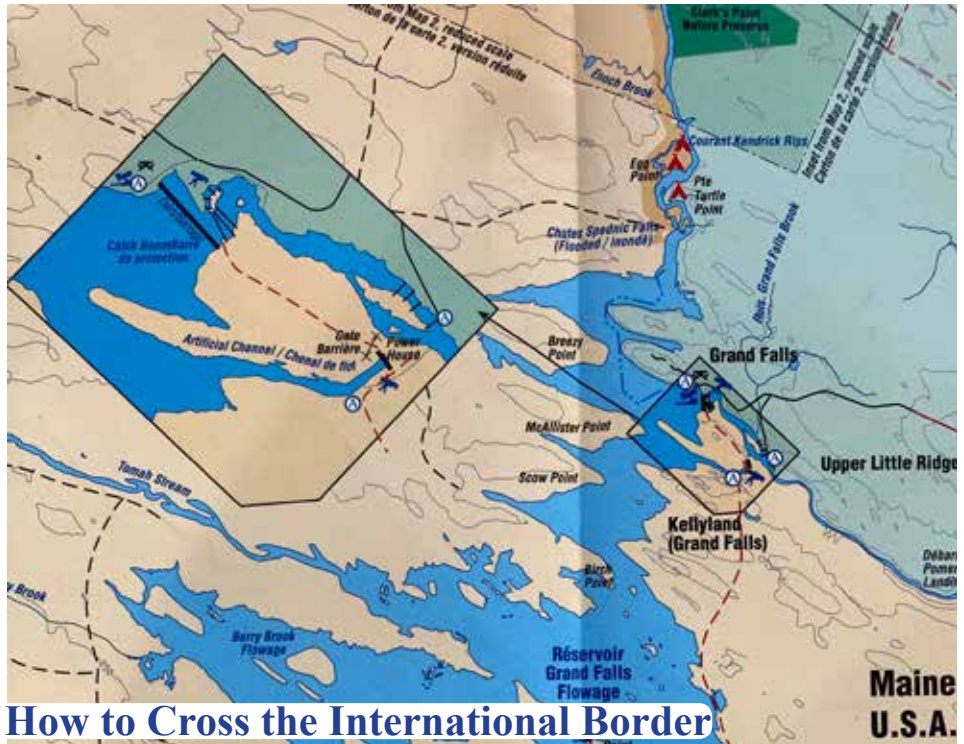 from Map 2, reduced scale
de la carte 2, version réduite
Clark's Point
Nature Preserve
Enoch Brook
Inset from Map 2, reduced scale
Carton de la carte 2, version réduite
Courant Kendrick Rips
Egg
Point
Pte
Turtle
Point
Chutes Spednic Falls
(Flooded / Inondé)
Ruis. Grand Falls Brook
Catch Boom Barre
de protection
Gate
Barrière
Power
House
Artificial Channel / Chenal de
Breezy
Point
Grand Falls
McAllister Point
Scow Point
Upper Little Ridge
Tomah Stream
Kellyland
(Grand Falls)
Birch
Point
Brook
Berry Brook
Flowage
Réservoir
Grand Falls
Flowage
Maine
U.S.A.
How to Cross the International Border